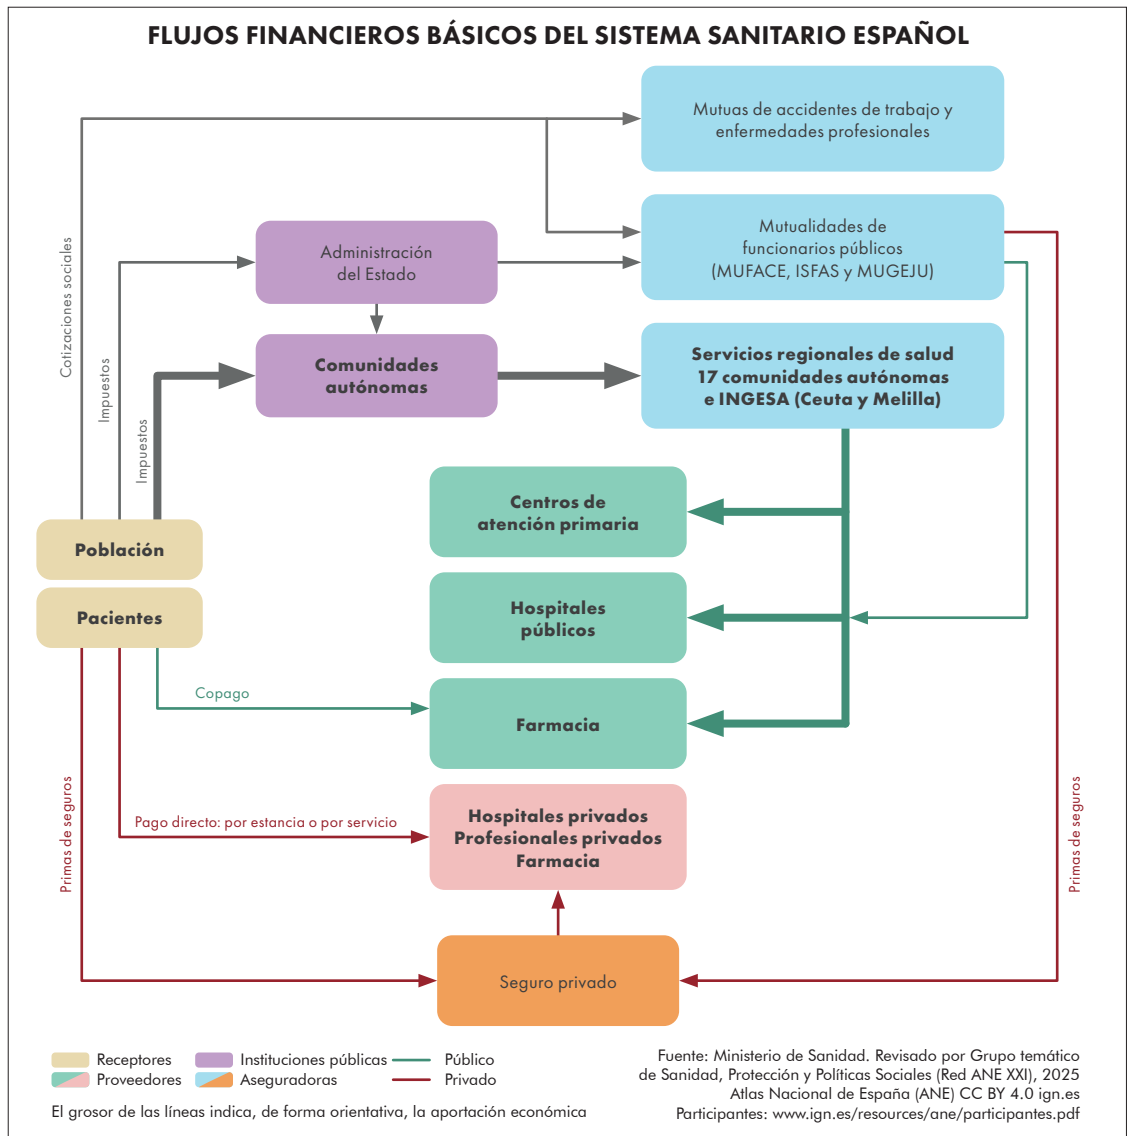 FLUJOS FINANCIEROS BÁSICOS DEL SISTEMA SANITARIO ESPAÑOL
Mutuas de accidentes de trabajo y
enfermedades profesionales
Mutualidades de
funcionarios públicos
(MUFACE, ISFAS y MUGEJU)
Administración
del Estado
Cotizaciones sociales
Impuestos
Impuestos
Comunidades
autónomas
Servicios regionales de salud
17 comunidades autónomas
e INGESA (Ceuta y Melilla)
Centros de
atención primaria
Población
Pacientes
Hospitales
públicos
Copago
Farmacia
Primas de seguros
Pago directo: por estancia o por servicio
Hospitales privados
Profesionales privados
Farmacia
Primas de seguros
Seguro privado
Receptores
Proveedores
Instituciones públicas
Aseguradoras
Público
Privado
El grosor de las líneas indica, de forma orientativa, la aportación económica
Fuente: Ministerio de Sanidad. Revisado por Grupo temático
de Sanidad, Protección y Políticas Sociales (Red ANE XXI), 2025
Atlas Nacional de España (ANE) CC BY 4.0 ign.es
Participantes: www.ign.es/resources/ane/participantes.pdf